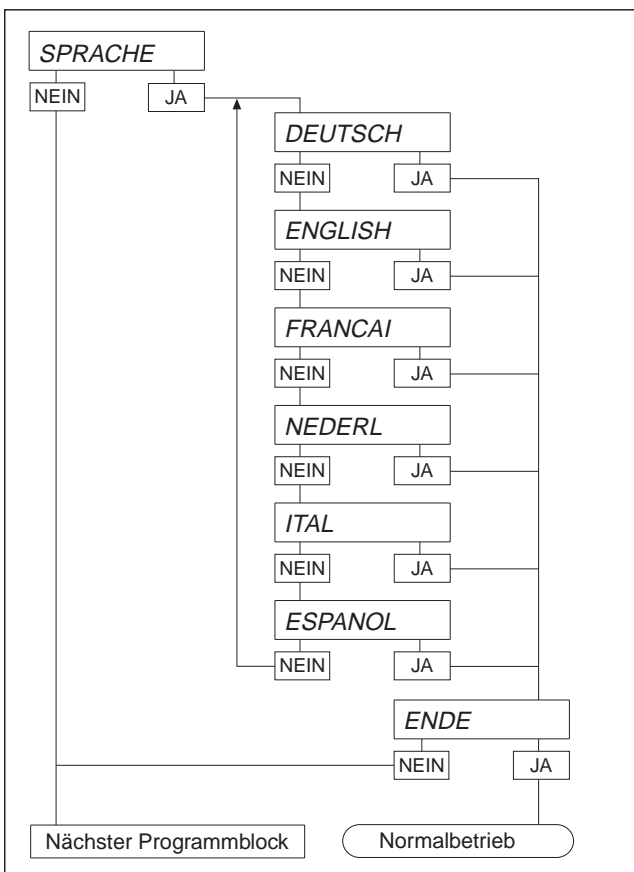 SPRACHE
NEIN JA
DEUTSCH
NEIN JA
ENGLISH
NEIN JA
FRANCAI
NEIN JA
NEDERL
NEIN JA
ITAL
NEIN JA
ESPANOL
NEIN JA
ENDE
NEIN JA
Nächster Programmblock Normalbetrieb